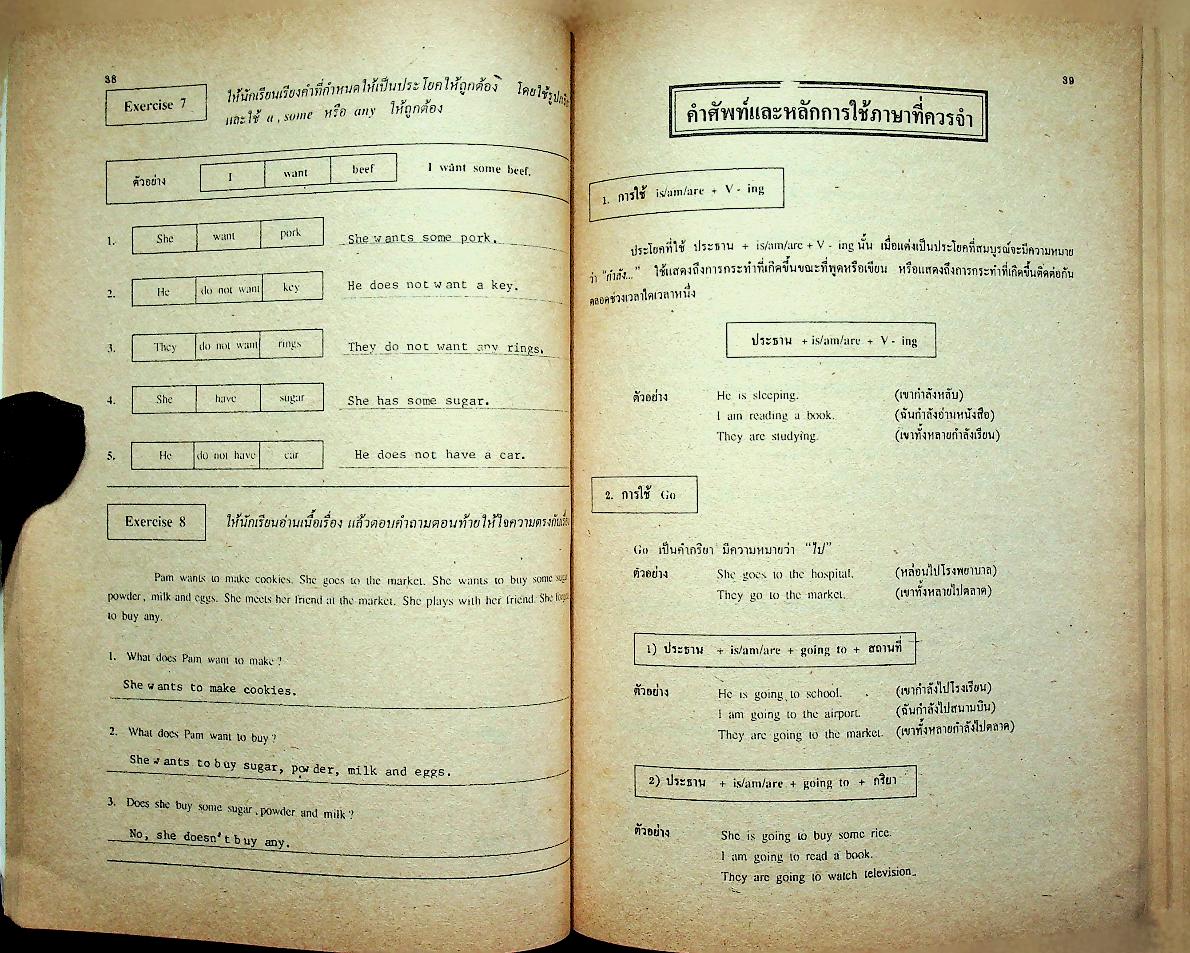 38
Exercise 7
ให้นักเรียนเรียงคำที่กำหนดให้เป็นประโยคให้ถูกต้อง โดยใช้
และใช้ a, some หรือ any ให้ถูกต้อง
ตัวอย่าง I want beef I want some beef.
1. She want pork She wants some pork.
2. He do not want key He does not want a key.
3. They do not want rings They do not want any rings.
4. She have sugar She has some sugar.
5. He do not have car He does not have a car.
Exercise 8
ให้นักเรียนอ่านเนื้อเรื่อง แล้วตอบคำถามตอนท้ายให้ใจความตรงกับ
Pam wants to make cookies. She goes to the market. She wants to buy some
powder, milk and eggs. She meets her friend at the market. She plays with her friend. She
to buy any.
1. What does Pam want to make?
She wants to make cookies.
2. What does Pam want to buy?
She wants to buy sugar, powder, milk and eggs.
3. Does she buy some sugar, powder and milk?
No, she doesn't buy any.
39
คำศัพท์และหลักการใช้ภาษาที่ควรจำ
1. การใช้ is/am/are + V - ing
ประโยคที่ใช้ ประธาน + is/am/are + V - ing นั้น เมื่อแต่งเป็นประโยคที่สมบูรณ์จะมีความหมาย
ว่า "กำลัง..." ใช้แสดงถึงการกระทำที่เกิดขึ้นขณะที่พูดหรือเขียน หรือแสดงถึงการกระทำที่เกิดขึ้นติดต่อกัน
ตลอดช่วงเวลาใดเวลาหนึ่ง
ประธาน + is/am/are + V - ing
ตัวอย่าง He is sleeping. (เขากำลังหลับ)
I am reading a book. (ฉันกำลังอ่านหนังสือ)
They are studying. (เขาทั้งหลายกำลังเรียน)
2. การใช้ Go
Go เป็นคำกริยา มีความหมายว่า "ไป"
ตัวอย่าง She goes to the hospital. (หล่อนไปโรงพยาบาล)
They go to the market. (เขาทั้งหลายไปตลาด)
1) ประธาน + is/am/are + going to + สถานที่
ตัวอย่าง He is going to school. (เขากำลังไปโรงเรียน)
I am going to the airport. (ฉันกำลังไปสนามบิน)
They are going to the market. (เขาทั้งหลายกำลังไปตลาด)
2) ประธาน + is/am/are + going to + กริยา
ตัวอย่าง She is going to buy some rice.
I am going to read a book.
They are going to watch television.